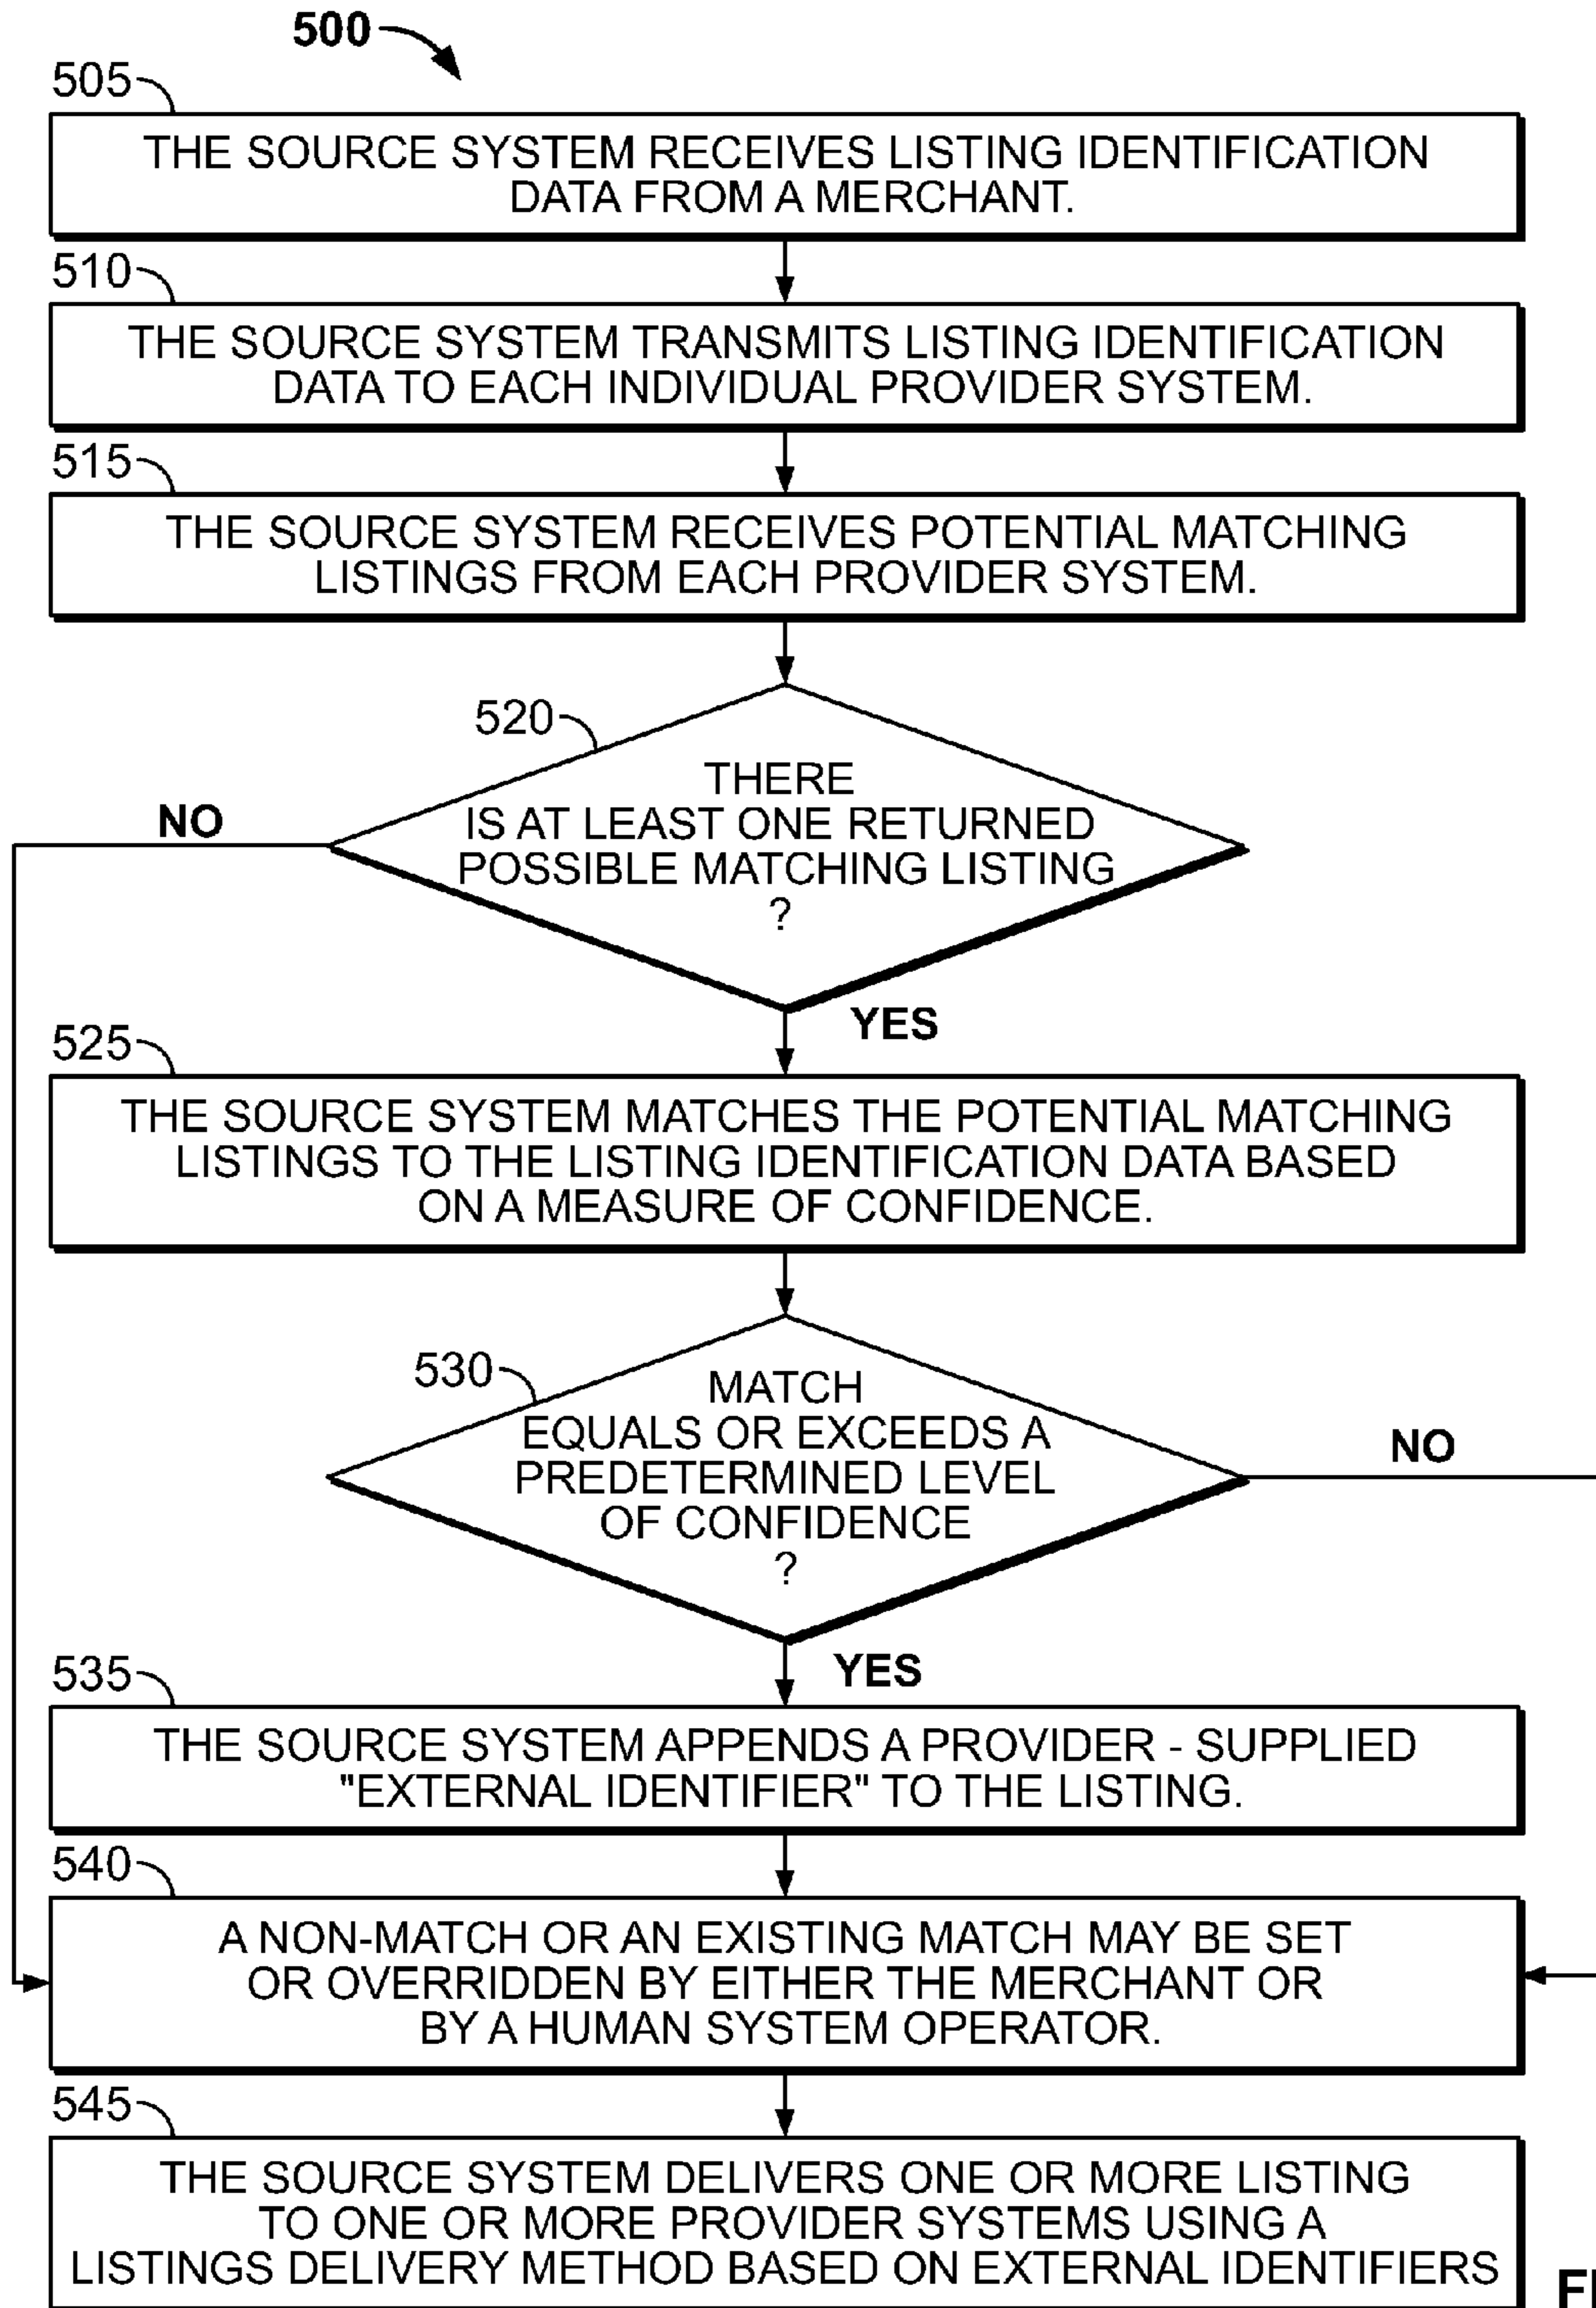 500
505
THE SOURCE SYSTEM RECEIVES LISTING IDENTIFICATION
DATA FROM A MERCHANT.
510
THE SOURCE SYSTEM TRANSMITS LISTING IDENTIFICATION
DATA TO EACH INDIVIDUAL PROVIDER SYSTEM.
515
THE SOURCE SYSTEM RECEIVES POTENTIAL MATCHING
LISTINGS FROM EACH PROVIDER SYSTEM.
520
THERE
IS AT LEAST ONE RETURNED
POSSIBLE MATCHING LISTING
?
NO
YES
525
THE SOURCE SYSTEM MATCHES THE POTENTIAL MATCHING
LISTINGS TO THE LISTING IDENTIFICATION DATA BASED
ON A MEASURE OF CONFIDENCE.
530
MATCH
EQUALS OR EXCEEDS A
PREDETERMINED LEVEL
OF CONFIDENCE
?
NO
YES
535
THE SOURCE SYSTEM APPENDS A PROVIDER - SUPPLIED
"EXTERNAL IDENTIFIER" TO THE LISTING.
540
A NON-MATCH OR AN EXISTING MATCH MAY BE SET
OR OVERRIDDEN BY EITHER THE MERCHANT OR
BY A HUMAN SYSTEM OPERATOR.
545
THE SOURCE SYSTEM DELIVERS ONE OR MORE LISTING
TO ONE OR MORE PROVIDER SYSTEMS USING A
LISTINGS DELIVERY METHOD BASED ON EXTERNAL IDENTIFIERS